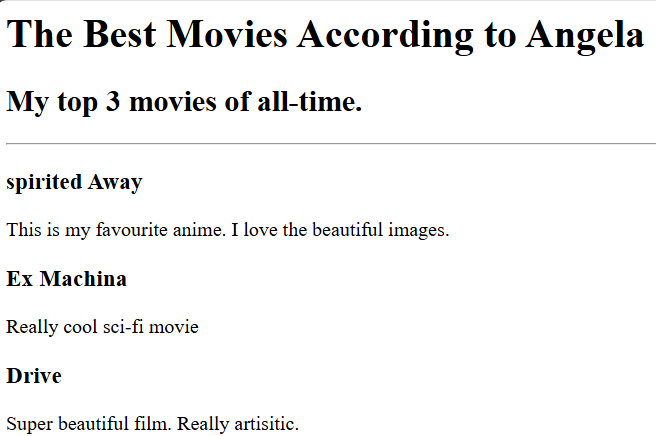 The Best Movies According to Angela
My top 3 movies of all-time.
spirited Away
This is my favourite anime. I love the beautiful images.
Ex Machina
Really cool sci-fi movie
Drive
Super beautiful film. Really artisitic.